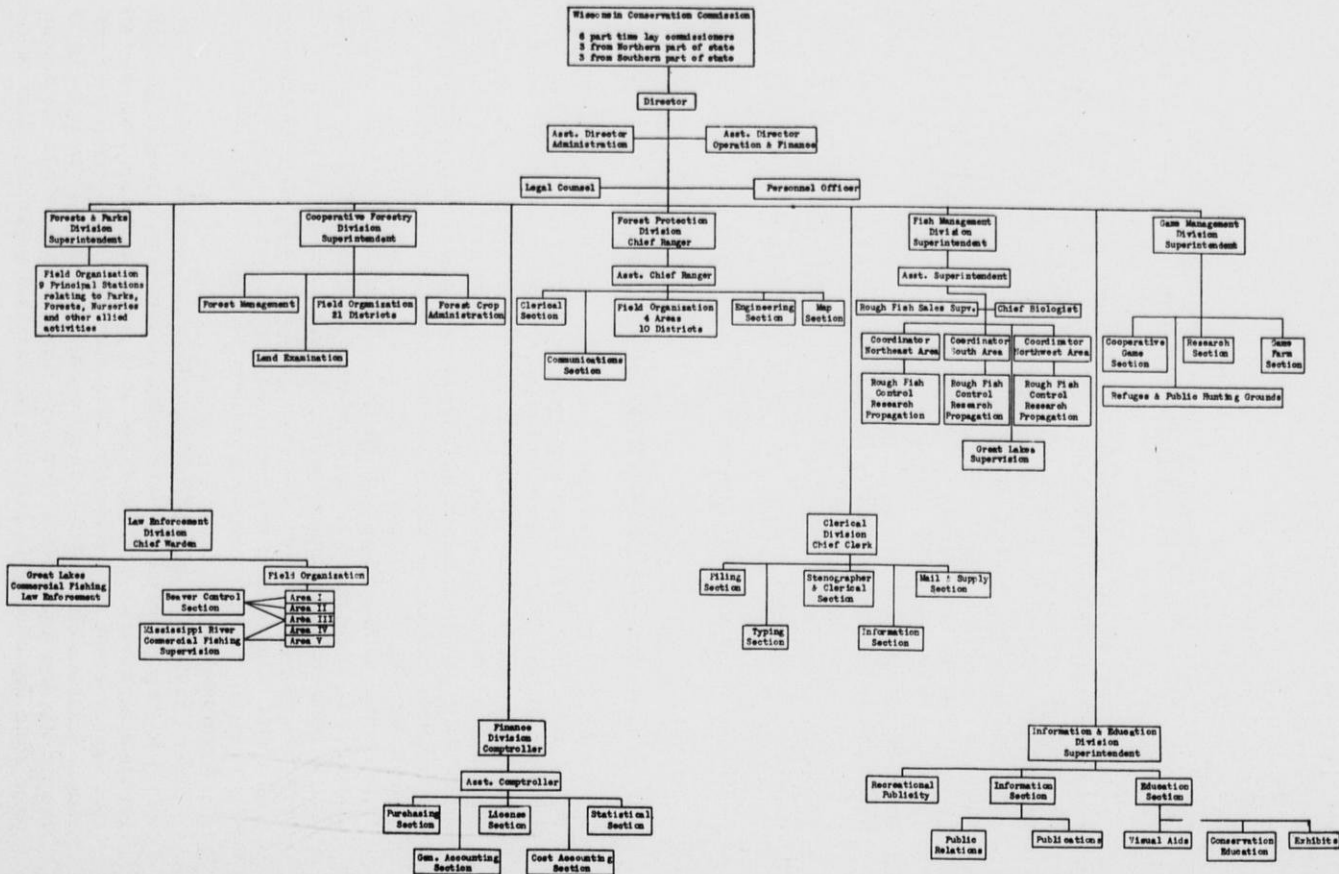 Wisconsin Conservation Commission
6 part time lay commissioners
3 from Northern part of state
3 from Southern part of state
Director
Asst. Director
Administration
Asst. Director
Operation & Finance
Legal Counsel
Personnel Officer
Forests & Parks
Division
Superintendent
Cooperative Forestry
Division
Superintendent
Forest Protection
Division
Chief Ranger
Fish Management
Division
Superintendent
Game Management
Division
Superintendent
Field Organization
9 Principal Stations
relating to Parks,
Forests, Nurseries
and other allied
activities
Forest Management
Field Organization
21 Districts
Forest Crop
Administration
Land Examination
Asst. Chief Ranger
Clerical
Section
Field Organization
4 Areas
10 Districts
Engineering
Section
Map
Section
Communications
Section
Asst. Superintendent
Rough Fish Sales Supv.
Chief Biologist
Coordinator
Northeast Area
Coordinator
South Area
Coordinator
Northwest Area
Rough Fish
Control
Research
Propagation
Rough Fish
Control
Research
Propagation
Rough Fish
Control
Research
Propagation
Great Lakes
Supervision
Cooperative
Game
Section
Research
Section
Game
Farm
Section
Refuges & Public Hunting Grounds
Law Enforcement
Division
Chief Warden
Great Lakes
Commercial Fishing
Law Enforcement
Field Organization
Beaver Control
Section
Area I
Area II
Area III
Area IV
Area V
Mississippi River
Commercial Fishing
Supervision
Clerical
Division
Chief Clerk
Filing
Section
Stenographer
& Clerical
Section
Mail & Supply
Section
Typing
Section
Information
Section
Finance
Division
Comptroller
Asst. Comptroller
Purchasing
Section
License
Section
Statistical
Section
Gen. Accounting
Section
Cost Accounting
Section
Information & Education
Division
Superintendent
Recreational
Publicity
Information
Section
Education
Section
Public
Relations
Publications
Visual Aids
Conservation
Education
Exhibits